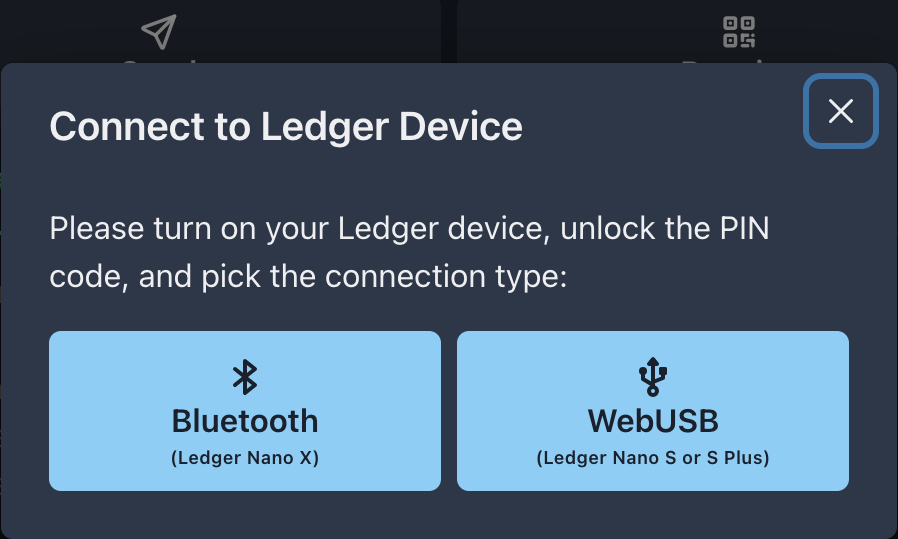 Connect to Ledger Device
Please turn on your Ledger device, unlock the PIN
code, and pick the connection type:
Bluetooth
(Ledger Nano X)
WebUSB
(Ledger Nano S or S Plus)